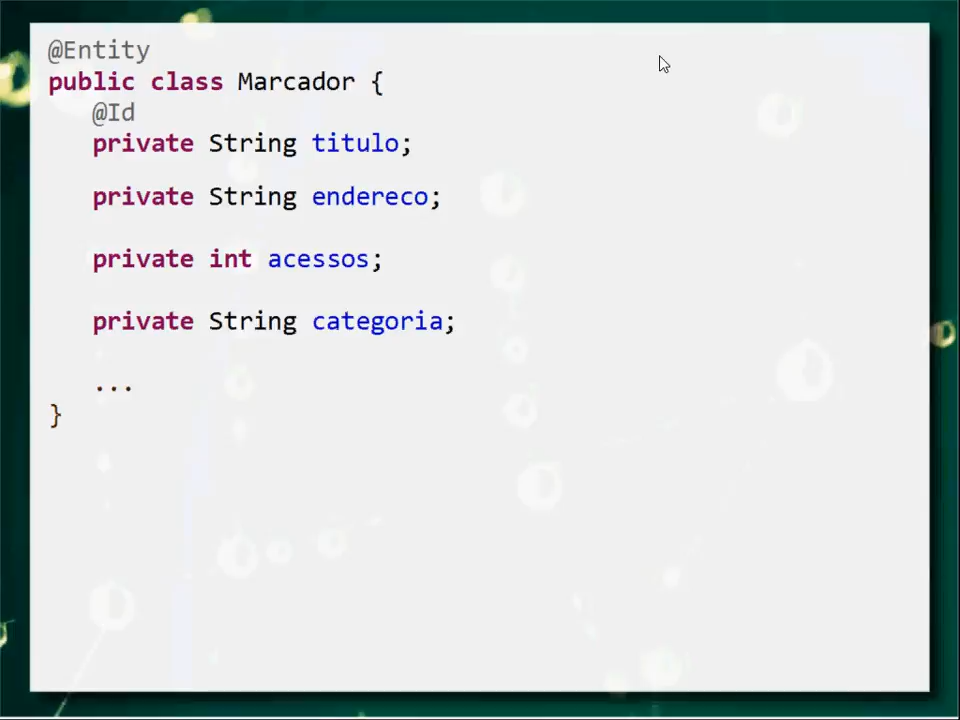 @Entity
public class Marcador {
@Id
private String titulo;
private String endereco;
private int acessos;
private String categoria;
...
}